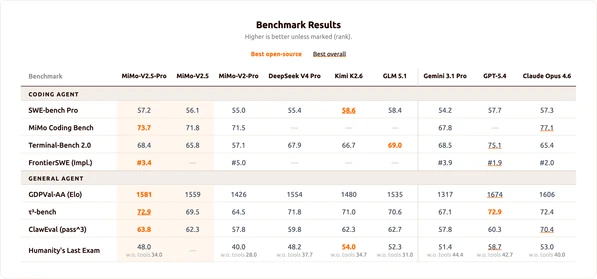 Benchmark Results
Higher is better unless marked (rank).
Best open-source Best overall
Benchmark MiMo-V2.5-Pro MiMo-V2.5 MiMo-V2-Pro DeepSeek V4 Pro Kimi K2.6 GLM 5.1 Gemini 3.1 Pro GPT-5.4 Claude Opus 4.6
CODING AGENT
SWE-bench Pro 57.2 56.1 55.0 55.4 58.6 58.4 54.2 57.7 57.3
MiMo Coding Bench 73.7 71.8 71.5 — — — 67.8 — 77.1
Terminal-Bench 2.0 68.4 65.8 57.1 67.9 66.7 69.0 68.5 75.1 65.4
FrontierSWE (Impl.) #3.4 — #5.0 — — — #3.9 #1.9 #2.0
GENERAL AGENT
GDPVal-AA (Elo) 1581 1559 1426 1554 1480 1535 1317 1674 1606
τ³-bench 72.9 69.5 64.5 71.8 71.0 70.6 67.1 72.9 72.4
ClawEval (pass^3) 63.8 62.3 57.8 59.8 62.3 62.7 57.8 60.3 70.4
Humanity's Last Exam 48.0 — 40.0 48.2 54.0 52.3 51.4 58.7 53.0
w.o. tools 34.0 w.o. tools 28.0 w.o. tools 37.7 w.o. tools 34.7 w.o. tools 31.0 w.o. tools 44.4 w.o. tools 42.7 w.o. tools 40.0